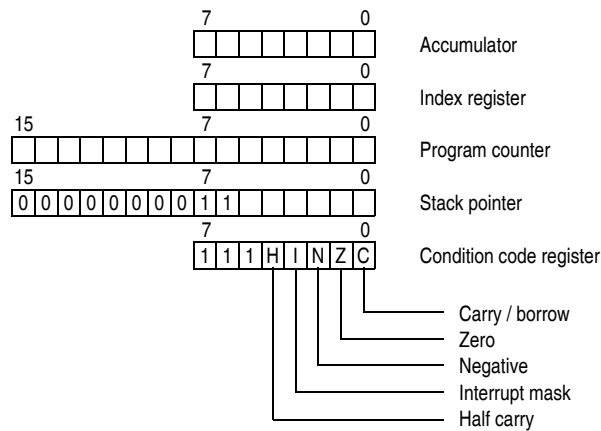 7 0
Accumulator
7 0
Index register
15 7 0
Program counter
15 7 0
0 0 0 0 0 0 0 0 1 1 Stack pointer
7 0
1 1 1 H I N Z C Condition code register
Carry / borrow
Zero
Negative
Interrupt mask
Half carry